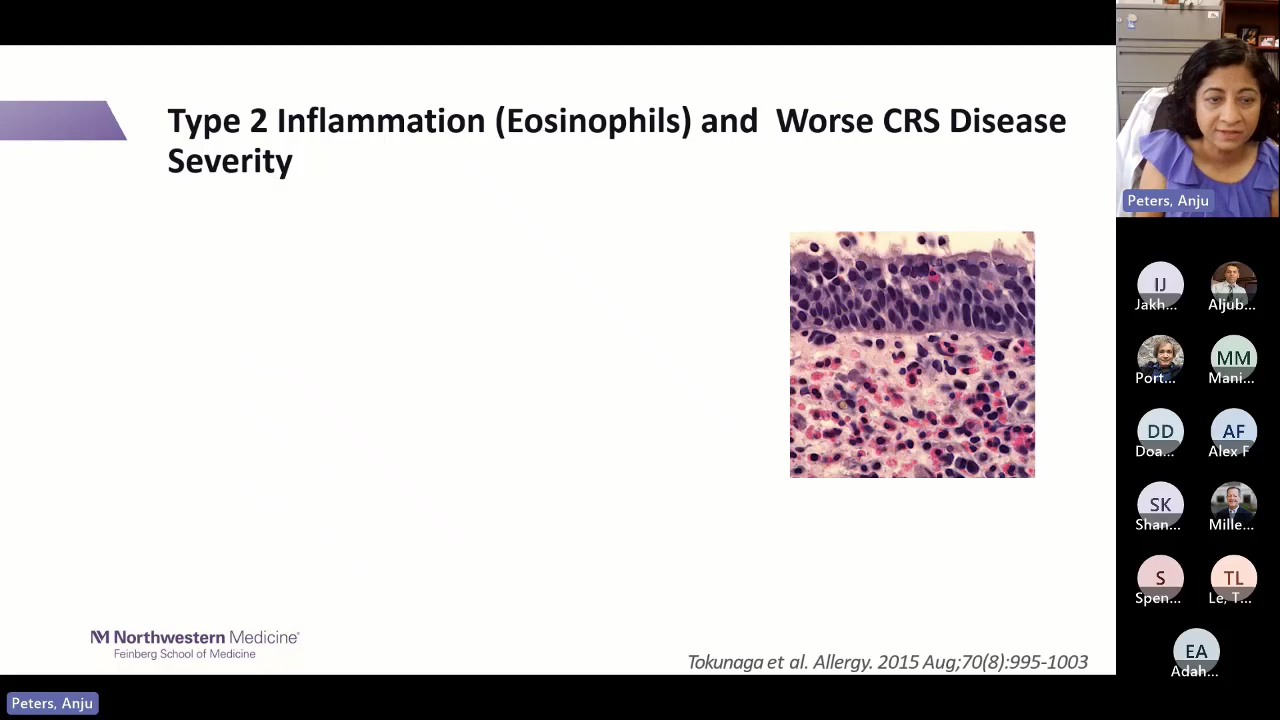 Type 2 Inflammation (Eosinophils) and Worse CRS Disease
Severity
NM Northwestern Medicine®
Feinberg School of Medicine
Tokunaga et al. Allergy. 2015 Aug;70(8):995-1003
Peters, Anju
Peters, Anju
IJ
Jakh...
Aljub...
Port...
MM
Mani...
DD
Doa...
AF
Alex F
SK
Shan...
Mille...
S
Spen...
TL
Le, T...
EA
Adah...